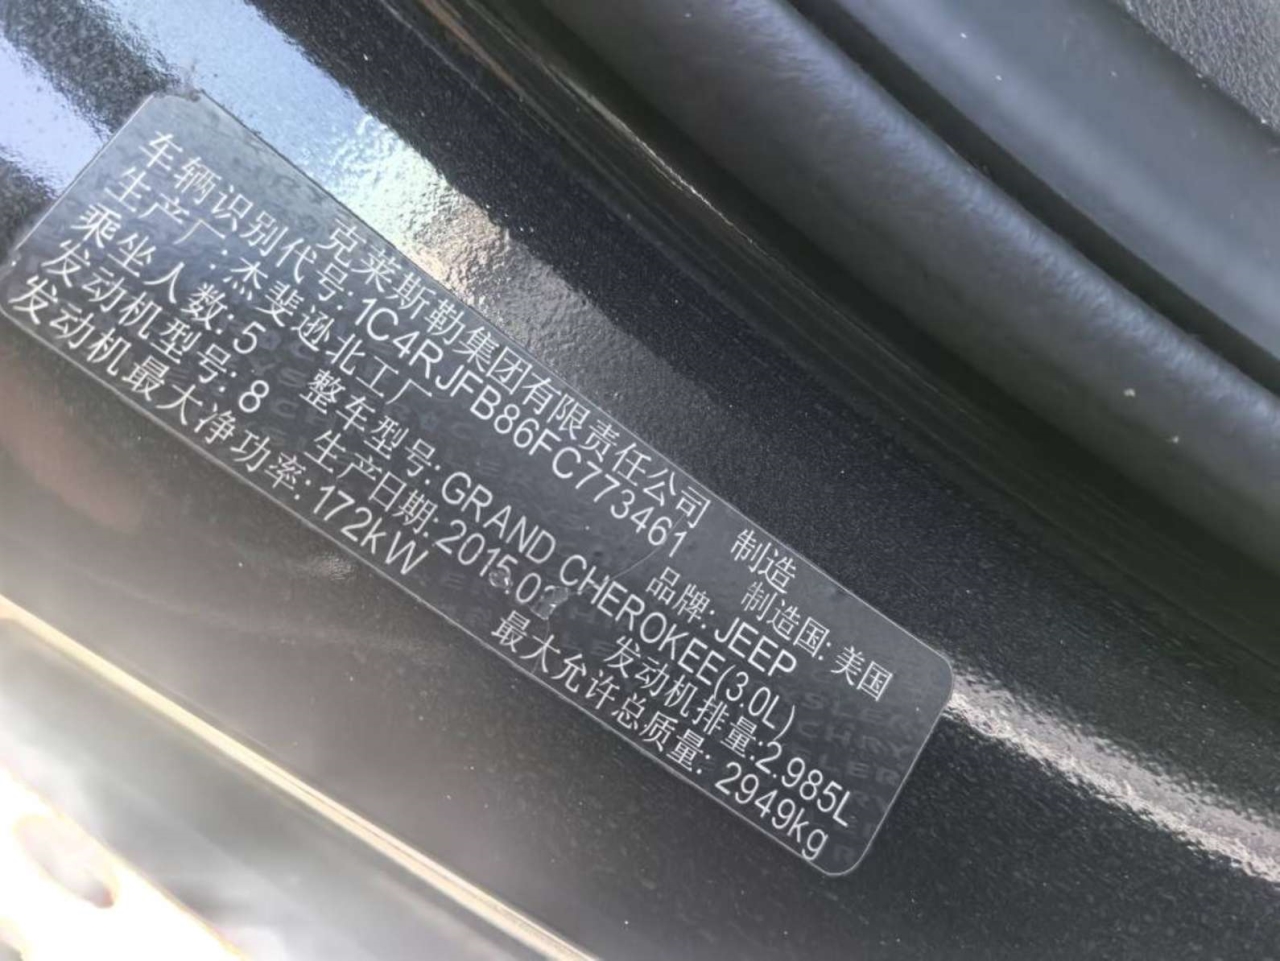 克莱斯勒集团有限责任公司 制造
车辆识别代号: 1C4RJFB86FC773461 制造国: 美国
生产厂: 杰斐逊北工厂 品牌: JEEP
乘坐人数: 5 整车型号: GRAND CHEROKEE(3.0L)
发动机型号: 8 生产日期: 2015.03 发动机排量:2.985L
发动机最大净功率: 172kW 最大允许总质量: 2949kg